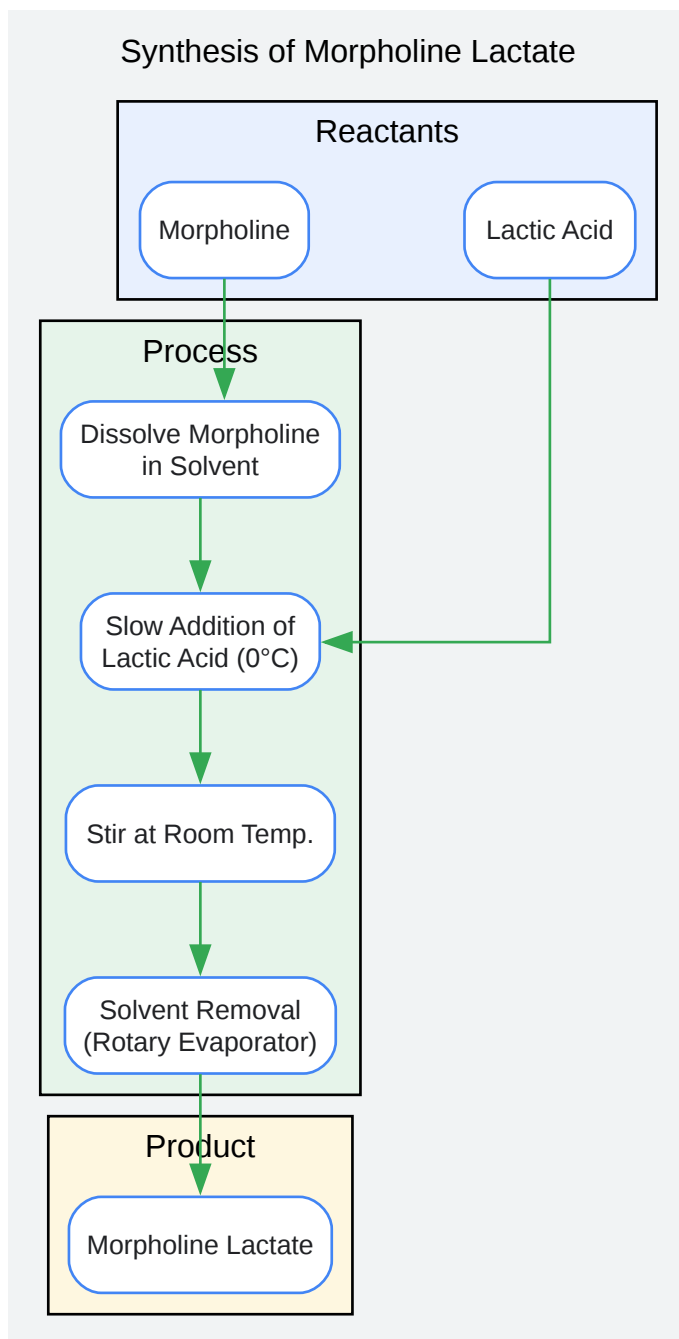 Synthesis of Morpholine Lactate
Reactants
Morpholine
Lactic Acid
Process
Dissolve Morpholine
in Solvent
Slow Addition of
Lactic Acid (0°C)
Stir at Room Temp.
Solvent Removal
(Rotary Evaporator)
Product
Morpholine Lactate